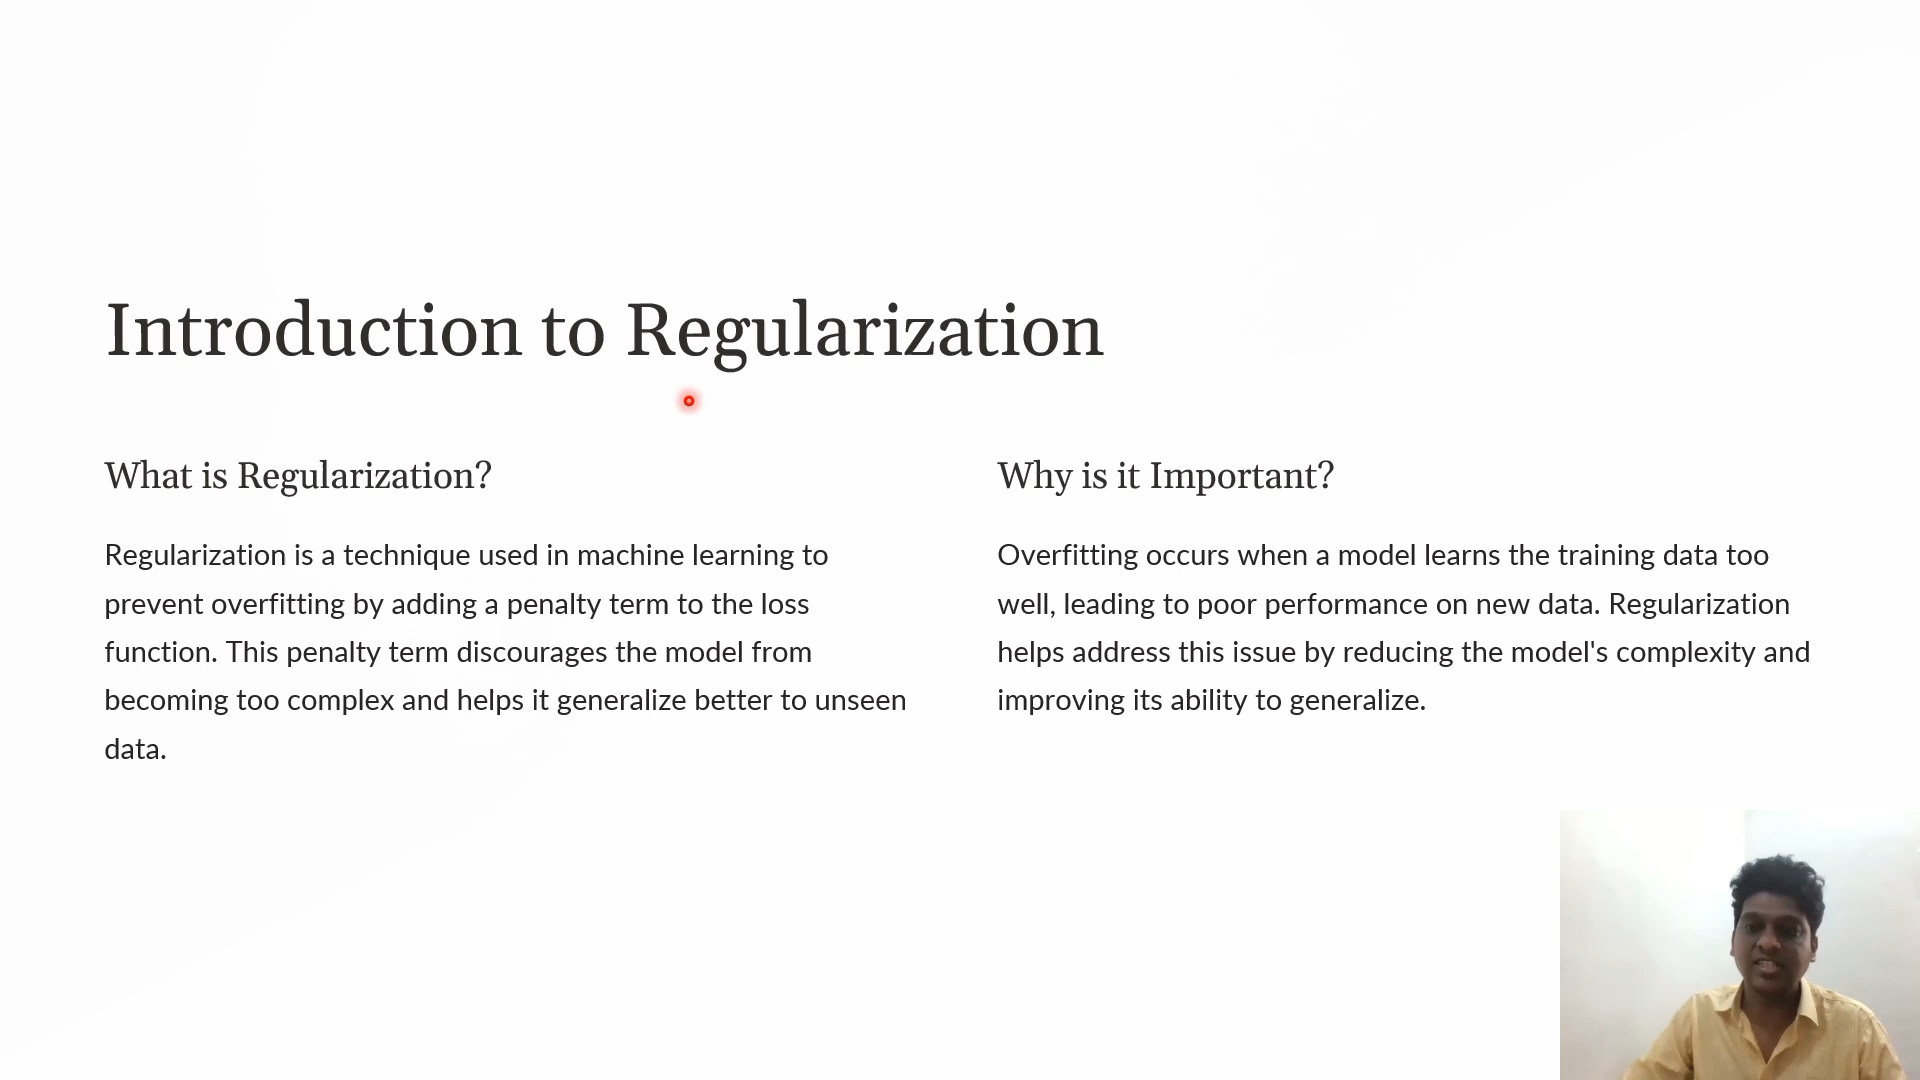 Introduction to Regularization
What is Regularization?
Regularization is a technique used in machine learning to
prevent overfitting by adding a penalty term to the loss
function. This penalty term discourages the model from
becoming too complex and helps it generalize better to unseen
data.
Why is it Important?
Overfitting occurs when a model learns the training data too
well, leading to poor performance on new data. Regularization
helps address this issue by reducing the model's complexity and
improving its ability to generalize.